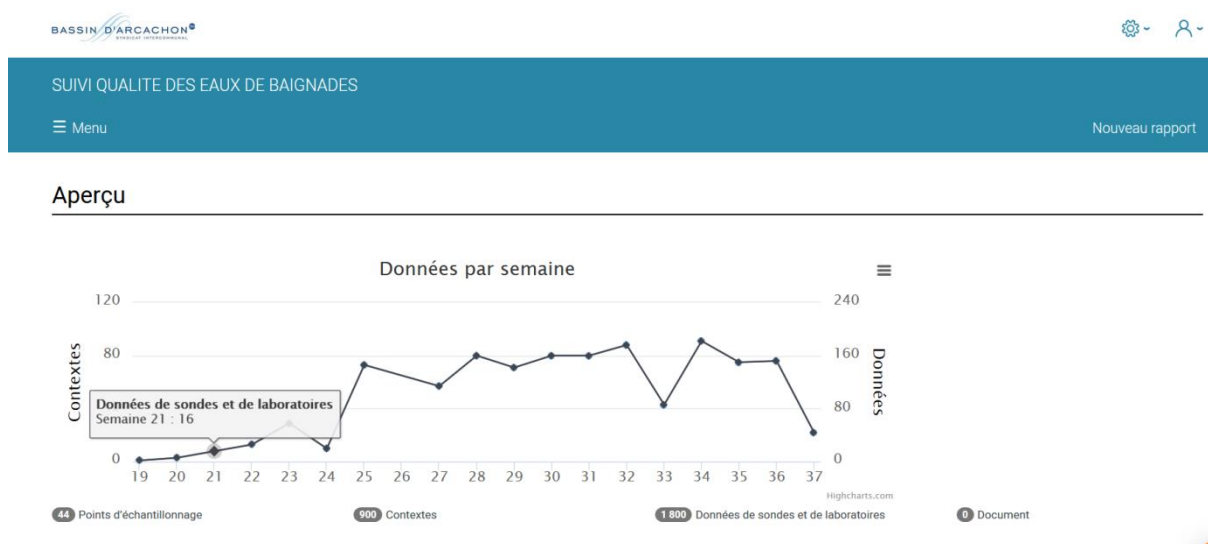 BASSIN D'ARCACHON
SYNDICAT INTERCOMMUNAL
SUIVI QUALITE DES EAUX DE BAIGNADES
☰ Menu
Nouveau rapport
Aperçu
Données par semaine
120
240
80
160
Contextes
Données
Données de sondes et de laboratoires
Semaine 21 : 16
80
0
0
19 20 21 22 23 24 25 26 27 28 29 30 31 32 33 34 35 36 37
Highcharts.com
44 Points d'échantillonnage
900 Contextes
1 800 Données de sondes et de laboratoires
0 Document